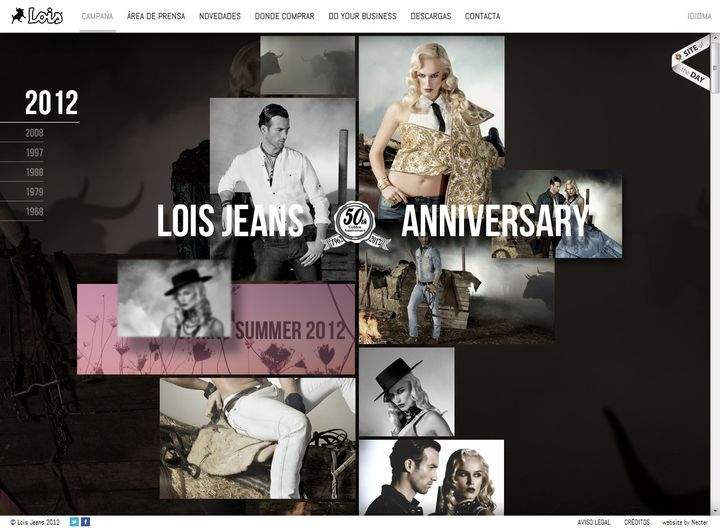 Lois
CAMPAÑA
ÁREA DE PRENSA
NOVEDADES
DONDE COMPRAR
DO YOUR BUSINESS
DESCARGAS
CONTACTA
IDIOMA
SITE of
the DAY
2012
2008
1997
1988
1979
1968
LOIS JEANS
50th
Golden
Anniversary
1962
2012
ANNIVERSARY
SUMMER 2012
© Lois Jeans 2012
AVISO LEGAL
CRÉDITOS
website by Nectar